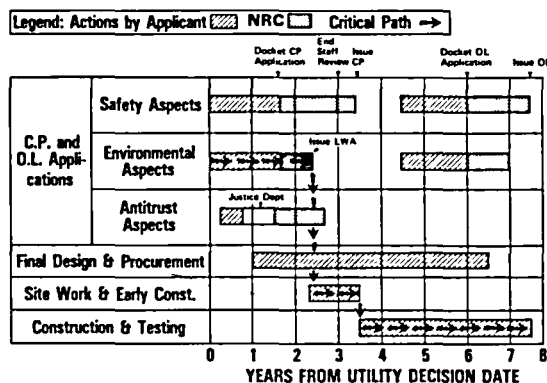 Legend: Actions by Applicant NRC Critical Path
Docket CP Application
End Staff Review
Issue CP
Docket OL Application
Issue OL
C.P. and O.L. Appli-cations
Safety Aspects
Environmental Aspects
Issue LWA
Antitrust Aspects
Justice Dept
Final Design & Procurement
Site Work & Early Const.
Construction & Testing
0 1 2 3 4 5 6 7 8
YEARS FROM UTILITY DECISION DATE